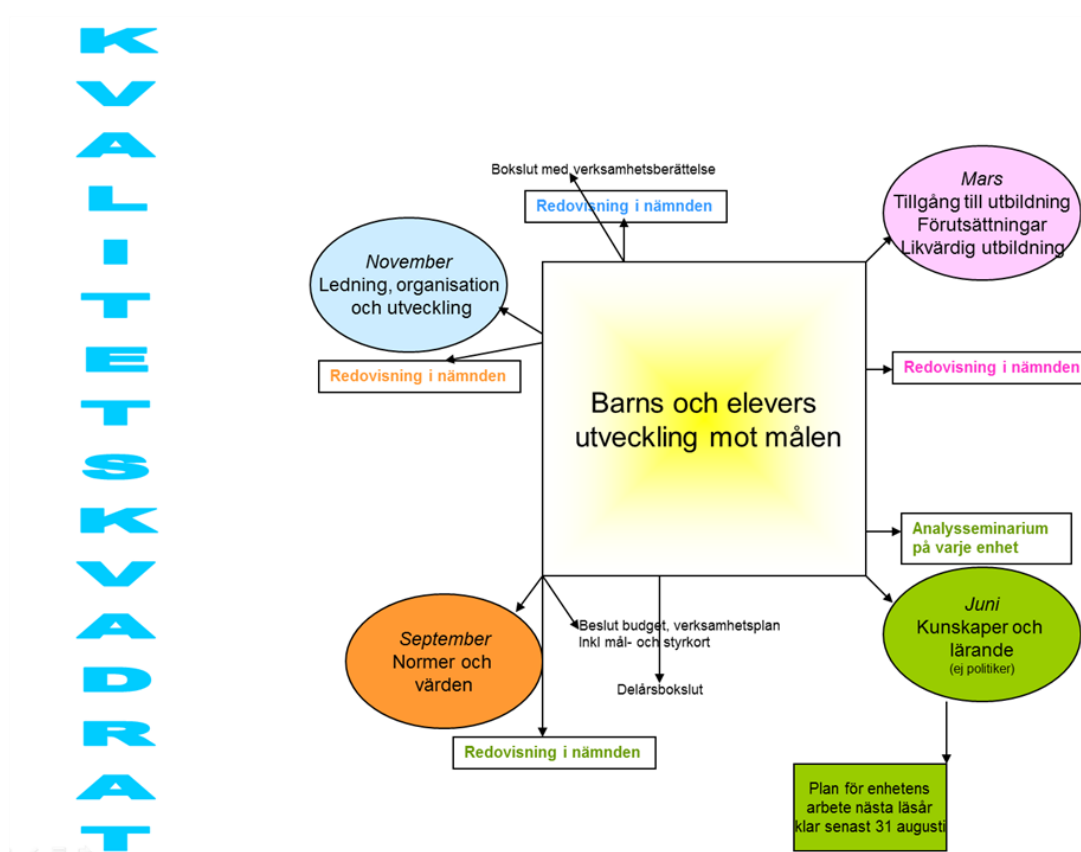 KVALITETSKVADRAT
Bokslut med verksamhetsberättelse
Redovisning i nämnden
Mars
Tillgång till utbildning
Förutsättningar
Likvärdig utbildning
November
Ledning, organisation
och utveckling
Redovisning i nämnden
Redovisning i nämnden
Barns och elevers
utveckling mot målen
Analysseminarium
på varje enhet
Juni
Kunskaper och
lärande
(ej politiker)
September
Normer och
värden
Beslut budget, verksamhetsplan
Inkl mål- och styrkort
Delårsbokslut
Redovisning i nämnden
Plan för enhetens
arbete nästa läsår
klar senast 31 augusti